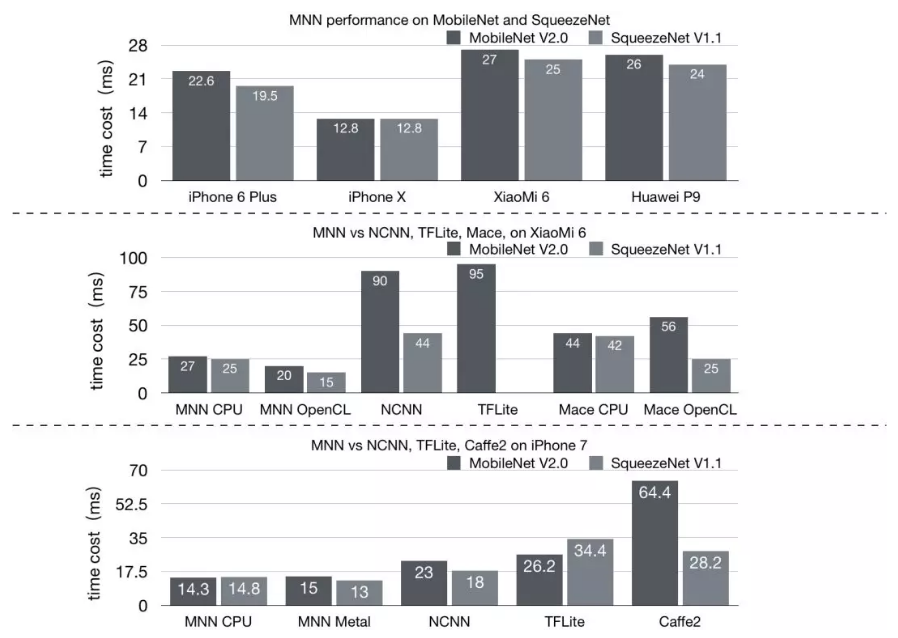 MNN performance on MobileNet and SqueezeNet
MobileNet V2.0 SqueezeNet V1.1
time cost (ms)
28
21
14
7
0
22.6 19.5 12.8 12.8 27 25 26 24
iPhone 6 Plus iPhone X XiaoMi 6 Huawei P9
MNN vs NCNN, TFLite, Mace, on XiaoMi 6
MobileNet V2.0 SqueezeNet V1.1
time cost (ms)
100
75
50
25
0
27 25 20 15 90 44 95 44 42 56 25
MNN CPU MNN OpenCL NCNN TFLite Mace CPU Mace OpenCL
MNN vs NCNN, TFLite, Caffe2 on iPhone 7
MobileNet V2.0 SqueezeNet V1.1
time cost (ms)
70
52.5
35
17.5
0
14.3 14.8 15 13 23 18 26.2 34.4 64.4 28.2
MNN CPU MNN Metal NCNN TFLite Caffe2